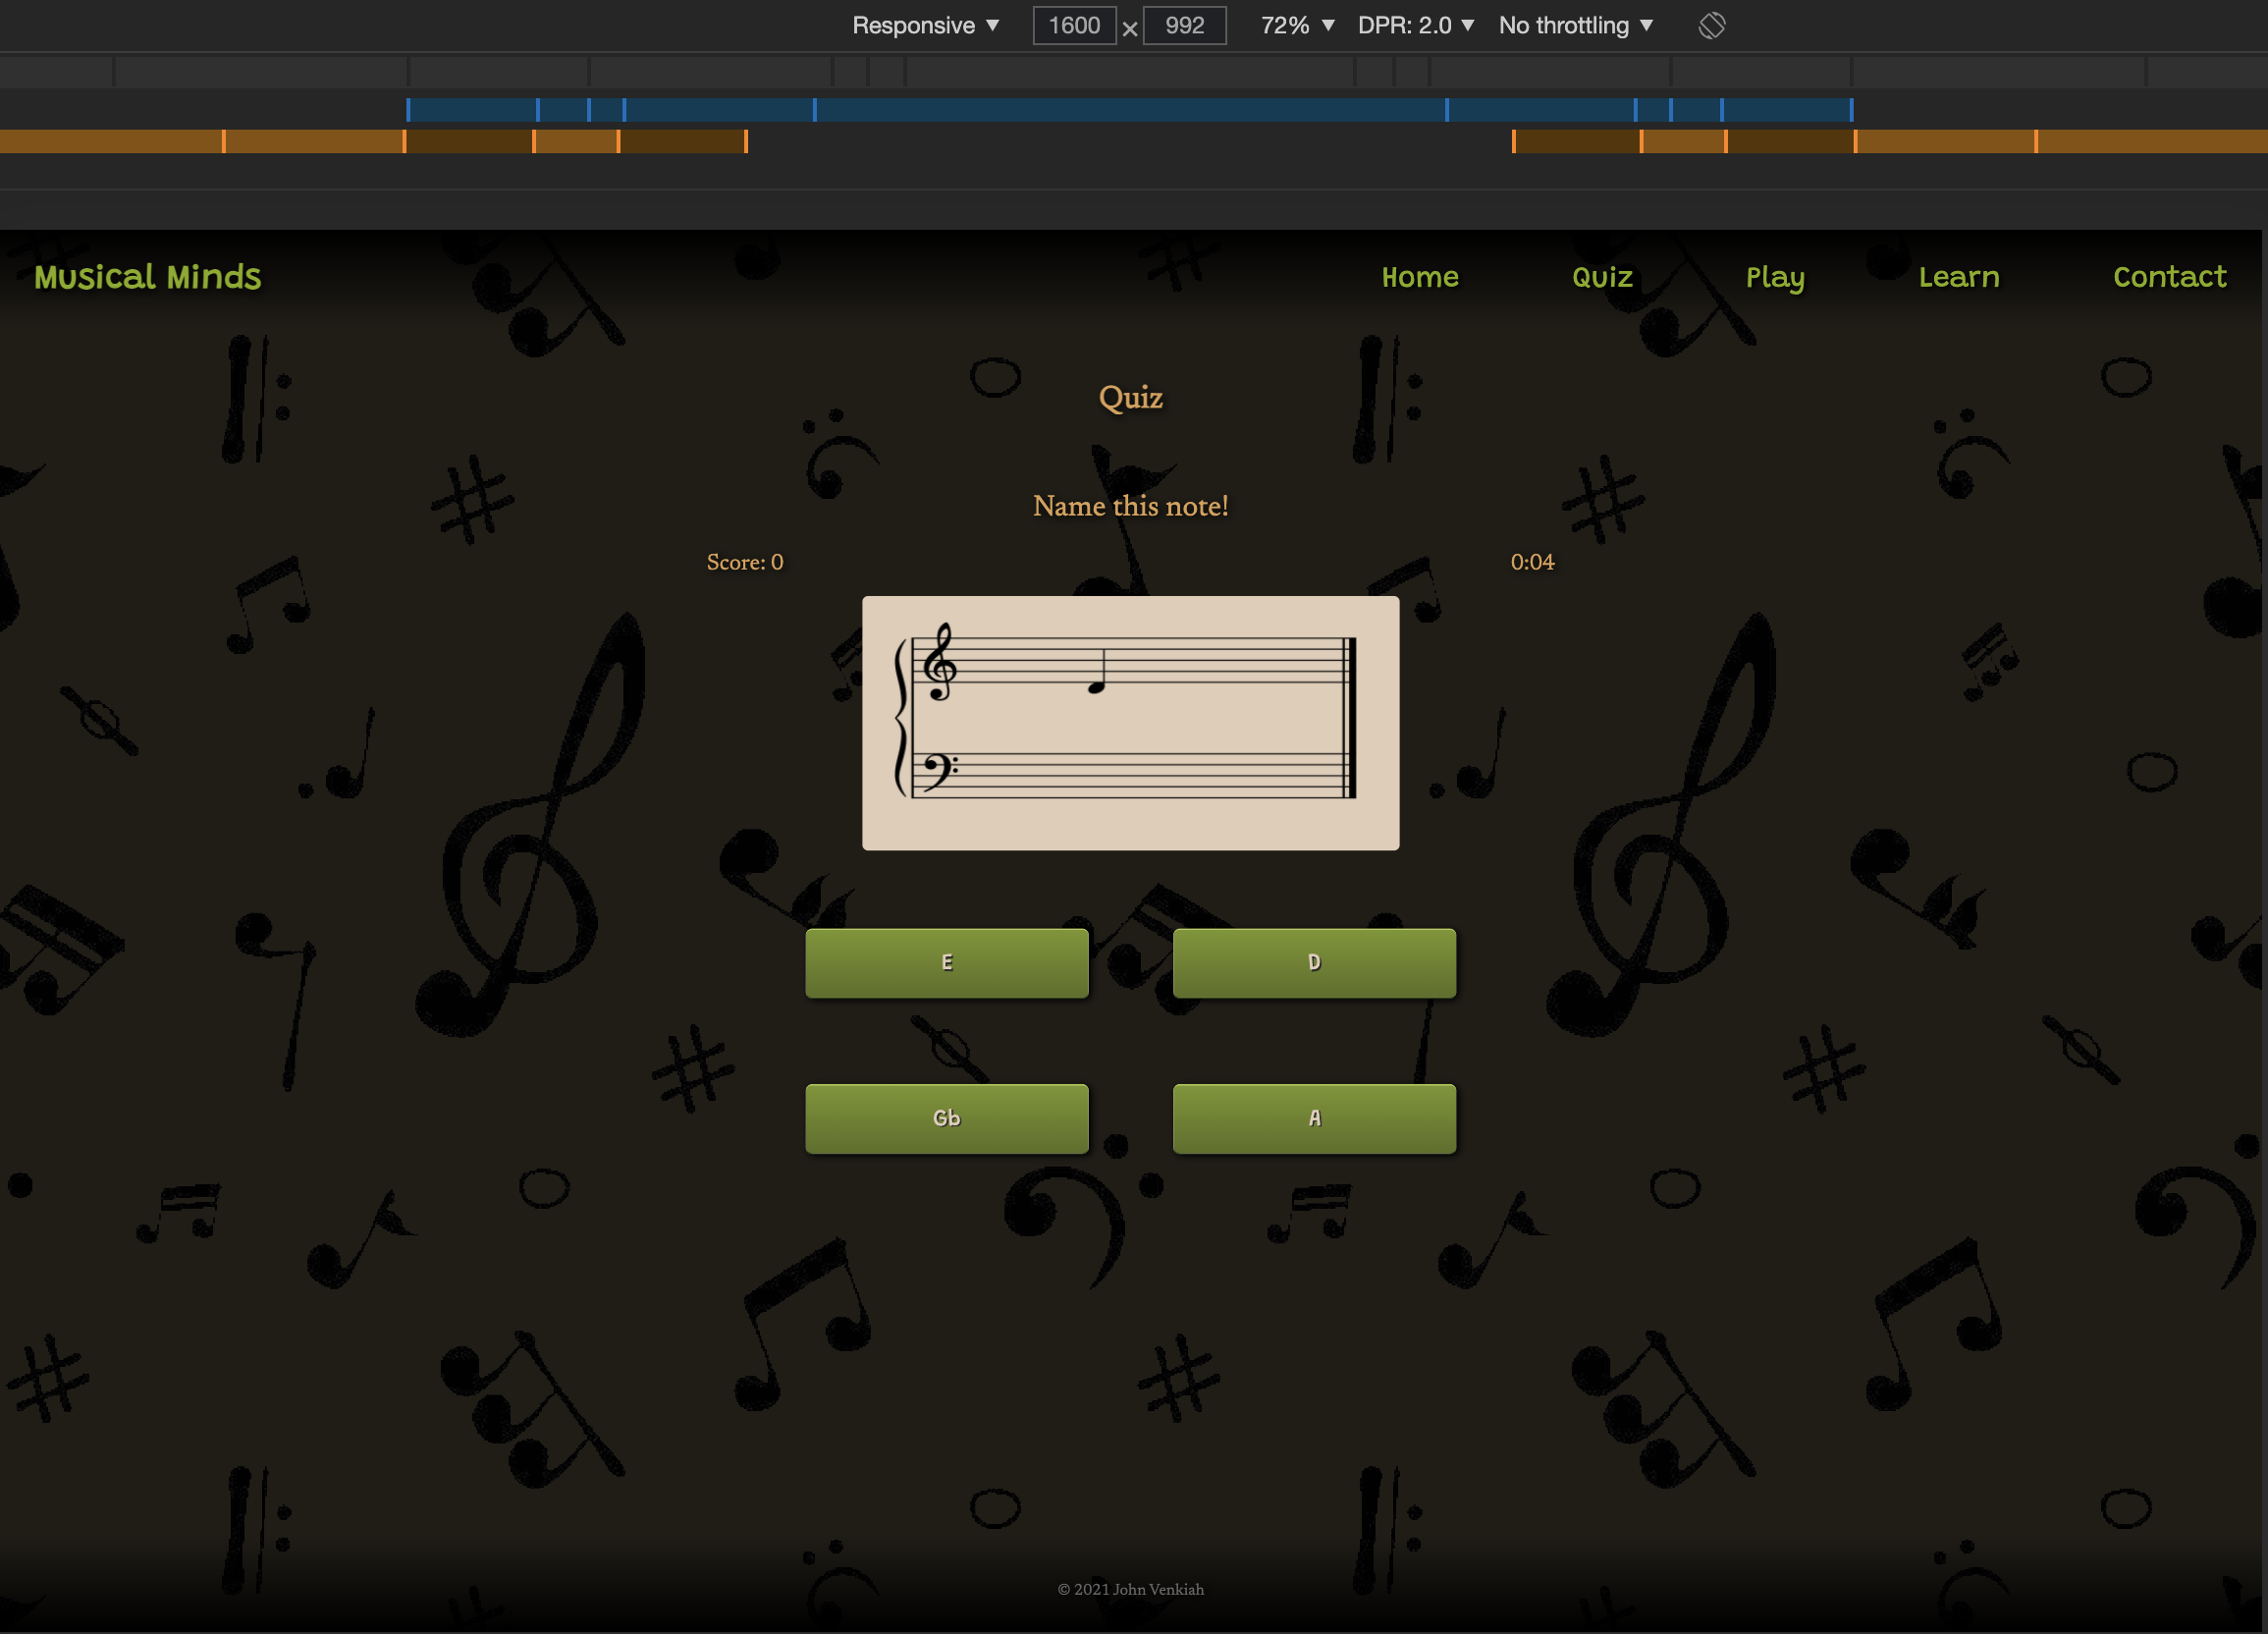 Responsive ▼ 1600 × 992 72% ▼ DPR: 2.0 ▼ No throttling ▼
Musical Minds Home Quiz Play Learn Contact
Quiz
Name this note!
Score: 0 0:04
E D
Gb A
© 2021 John Venkiah